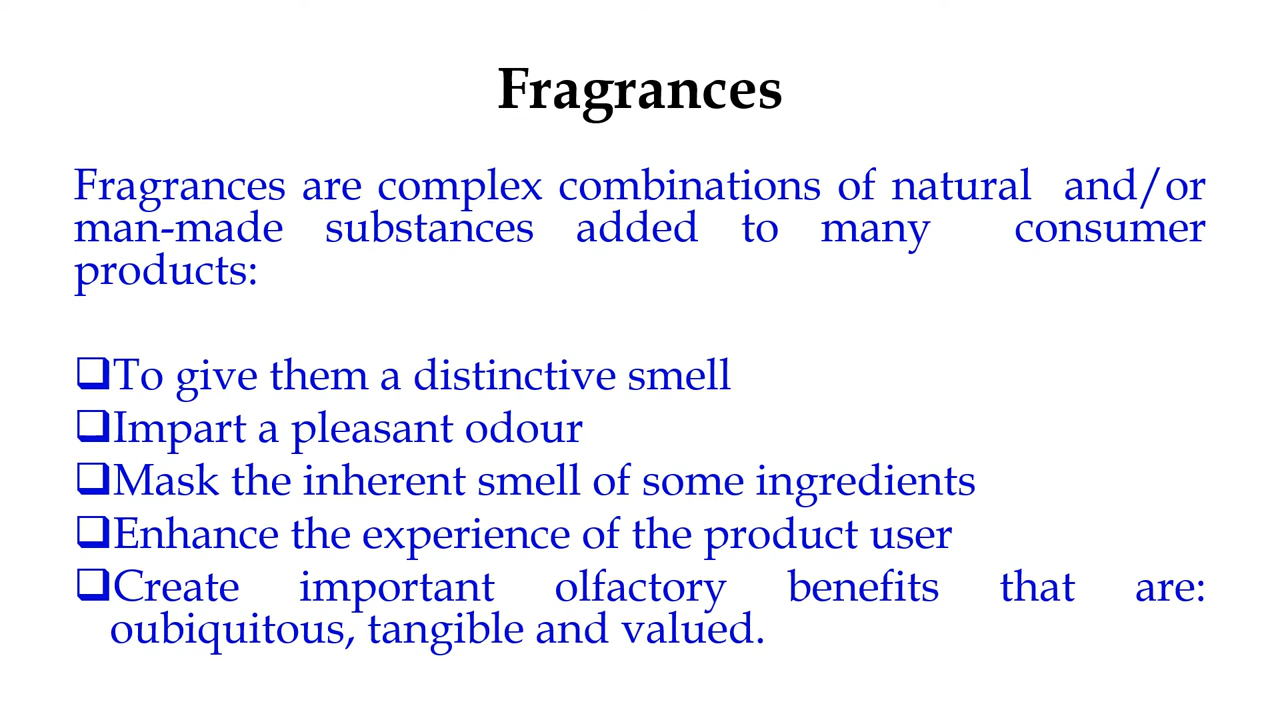 Fragrances
Fragrances are complex combinations of natural and/or
man-made substances added to many consumer
products:
❑To give them a distinctive smell
❑Impart a pleasant odour
❑Mask the inherent smell of some ingredients
❑Enhance the experience of the product user
❑Create important olfactory benefits that are:
oubiquitous, tangible and valued.